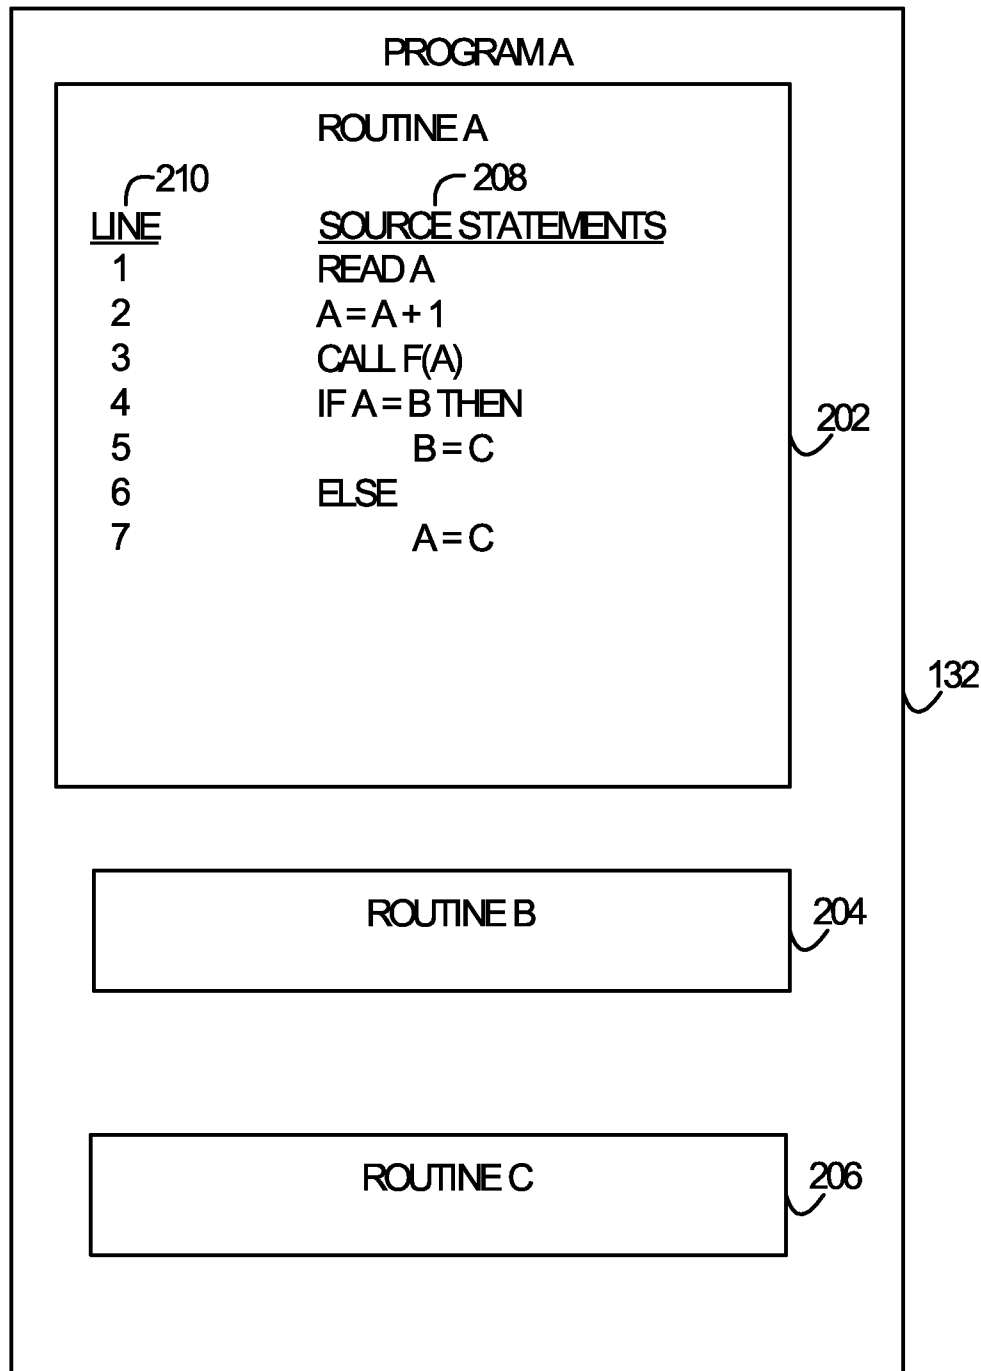 PROGRAM A
ROUTINE A
210 208
LINE SOURCE STATEMENTS
1 READ A
2 A = A + 1
3 CALL F(A)
4 IF A = B THEN
202
5 B = C
6 ELSE
7 A = C
132
ROUTINE B
204
ROUTINE C
206